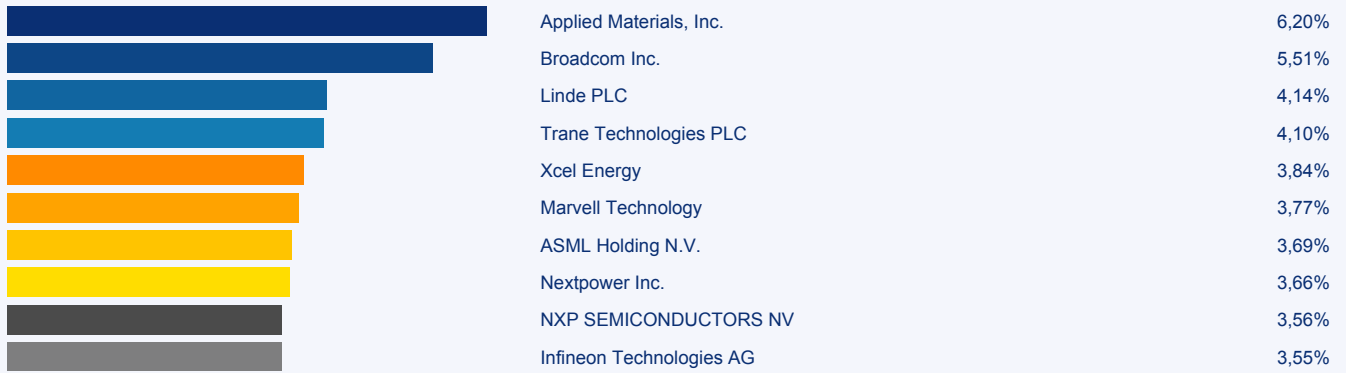 Applied Materials, Inc. 6,20%
Broadcom Inc. 5,51%
Linde PLC 4,14%
Trane Technologies PLC 4,10%
Xcel Energy 3,84%
Marvell Technology 3,77%
ASML Holding N.V. 3,69%
Nextpower Inc. 3,66%
NXP SEMICONDUCTORS NV 3,56%
Infineon Technologies AG 3,55%